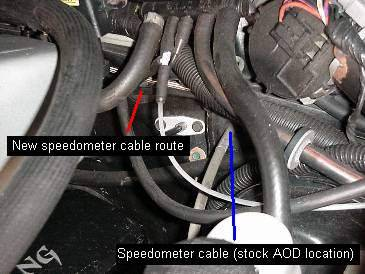 New speedometer cable route
Speedometer cable (stock AOD location)